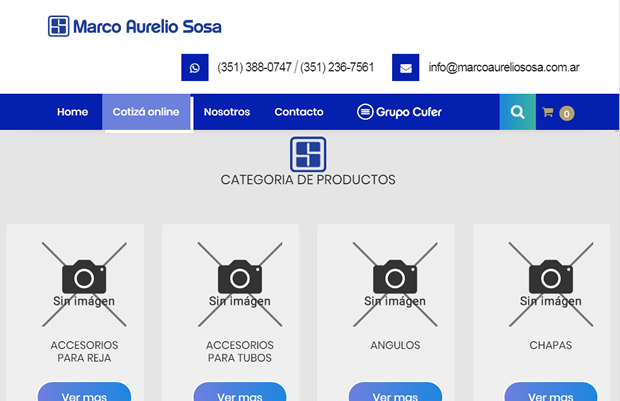 Marco Aurelio Sosa
(351) 388-0747 / (351) 236-7561
info@marcoaureliososa.com.ar
Home
Cotizá online
Nosotros
Contacto
Grupo Cufer
0
CATEGORIA DE PRODUCTOS
Sin imágen
Sin imágen
Sin imágen
Sin imágen
ACCESORIOS
PARA REJA
ACCESORIOS
PARA TUBOS
ANGULOS
CHAPAS
Ver mas
Ver mas
Ver mas
Ver mas